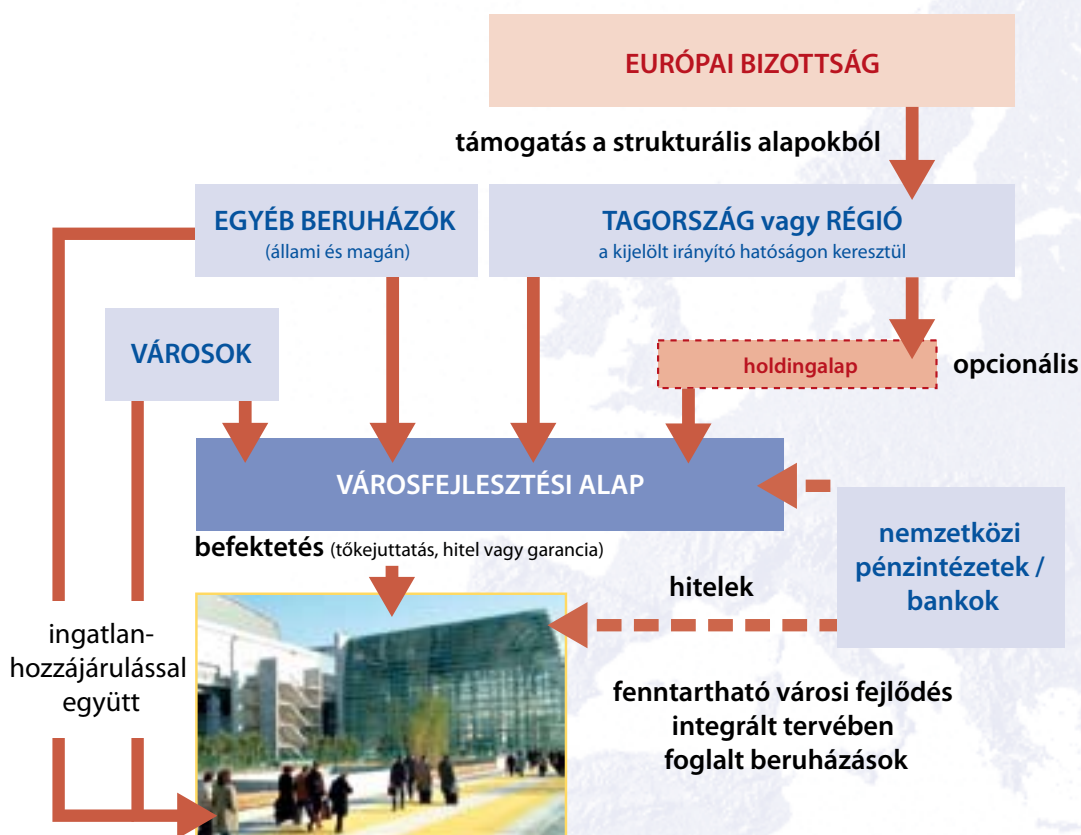 EURÓPAI BIZOTTSÁG
támogatás a strukturális alapokból
EGYÉB BERUHÁZÓK
(állami és magán)
TAGORSZÁG vagy RÉGIÓ
a kijelölt irányító hatóságon keresztül
VÁROSOK
holdingalap
opcionális
VÁROSFEJLESZTÉSI ALAP
befektetés (tőkejuttatás, hitel vagy garancia)
nemzetközi
pénzintézetek /
bankok
hitelek
ingatlan-
hozzájárulással
együtt
fenntartható városi fejlődés
integrált tervében
foglalt beruházások